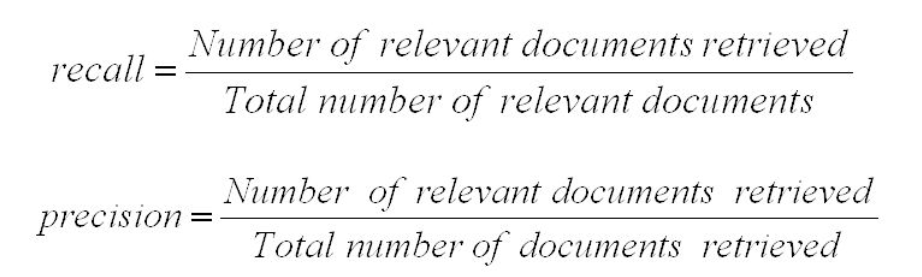 recall = Number of relevant documents retrieved
Total number of relevant documents
precision = Number of relevant documents retrieved
Total number of documents retrieved